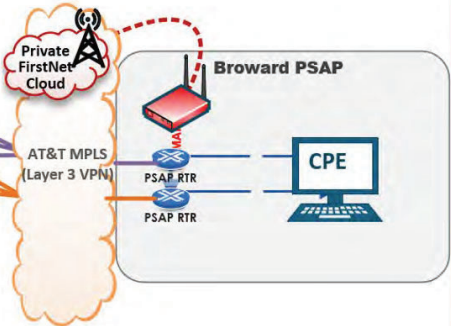 Private
FirstNet
Cloud
Broward PSAP
AT&T MPLS
(Layer 3 VPN)
PSAP RTR
PSAP RTR
CPE